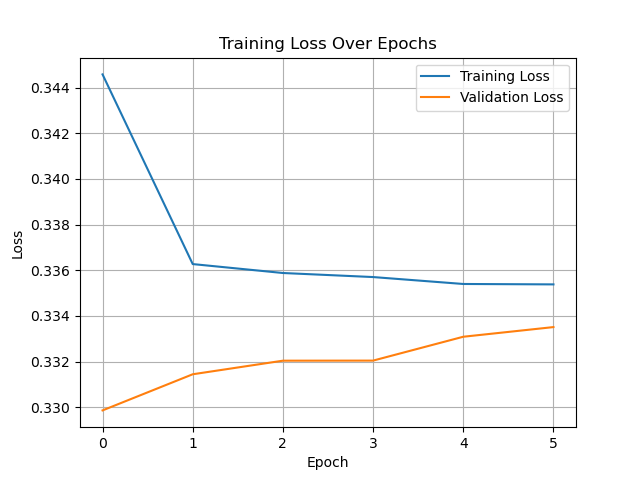 Training Loss Over Epochs
Training Loss
Validation Loss
0.344
0.342
0.340
0.338
0.336
0.334
0.332
0.330
Loss
0 1 2 3 4 5
Epoch